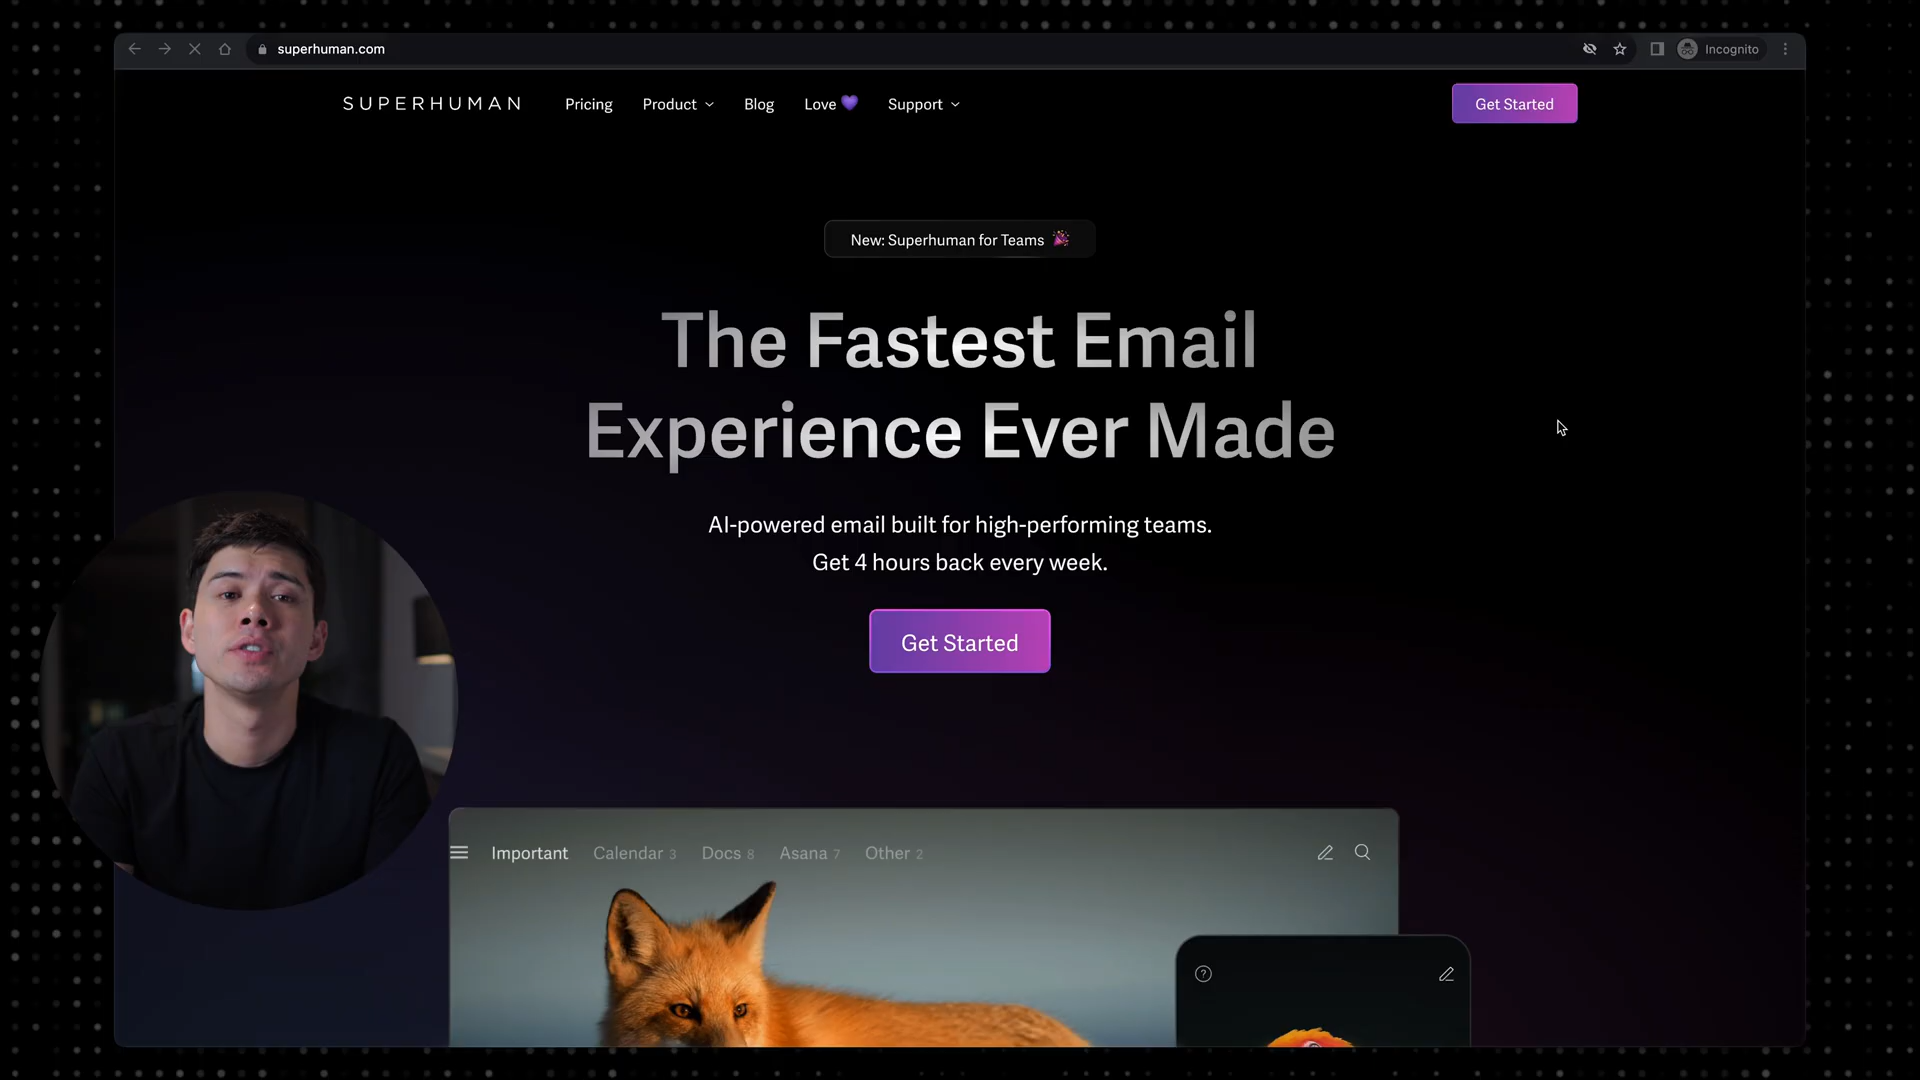 superhuman.com
Incognito
SUPERHUMAN
Pricing
Product
Blog
Love 💜
Support
Get Started
New: Superhuman for Teams 🎉
The Fastest Email
Experience Ever Made
AI-powered email built for high-performing teams.
Get 4 hours back every week.
Get Started
Important
Calendar 3
Docs 8
Asana 7
Other 2
?